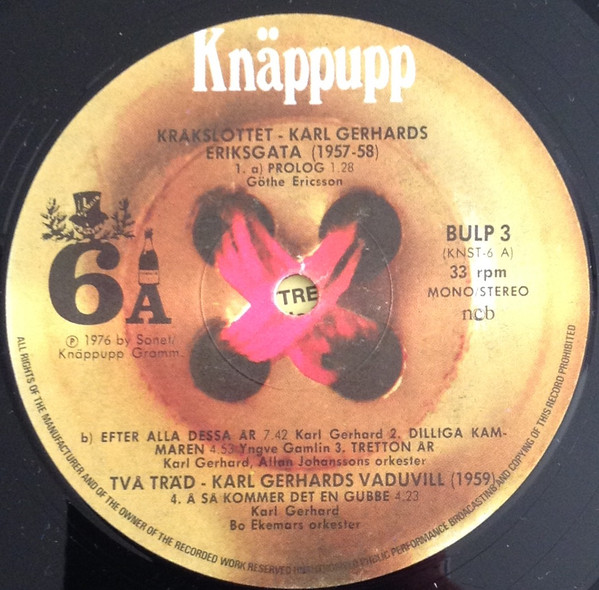 Knäppupp
KRÅKSLOTTET - KARL GERHARDS
ERIKSGATA (1957-58)
1. a) PROLOG 1.28
Göthe Ericsson
6A
BULP 3
(KNST-6 A)
33 rpm
MONO/STEREO
ncb
TRE
℗ 1976 by Sonet/
Knäppupp Gramm.
b) EFTER ALLA DESSA ÅR 7.42 Karl Gerhard 2. DILLIGA KAM-
MAREN 4.53 Yngve Gamlin 3. TRETTON ÅR
Karl Gerhard, Allan Johanssons orkester
TVÅ TRÄD - KARL GERHARDS VADUVILL (1959)
4. Å SÅ KOMMER DET EN GUBBE 4.23
Karl Gerhard
Bo Ekemars orkester
ALL RIGHTS OF THE MANUFACTURER AND OF THE OWNER OF THE RECORDED WORK RESERVED PUBLIC PERFORMANCE BROADCASTING AND COPYING OF THIS RECORD PROHIBITED